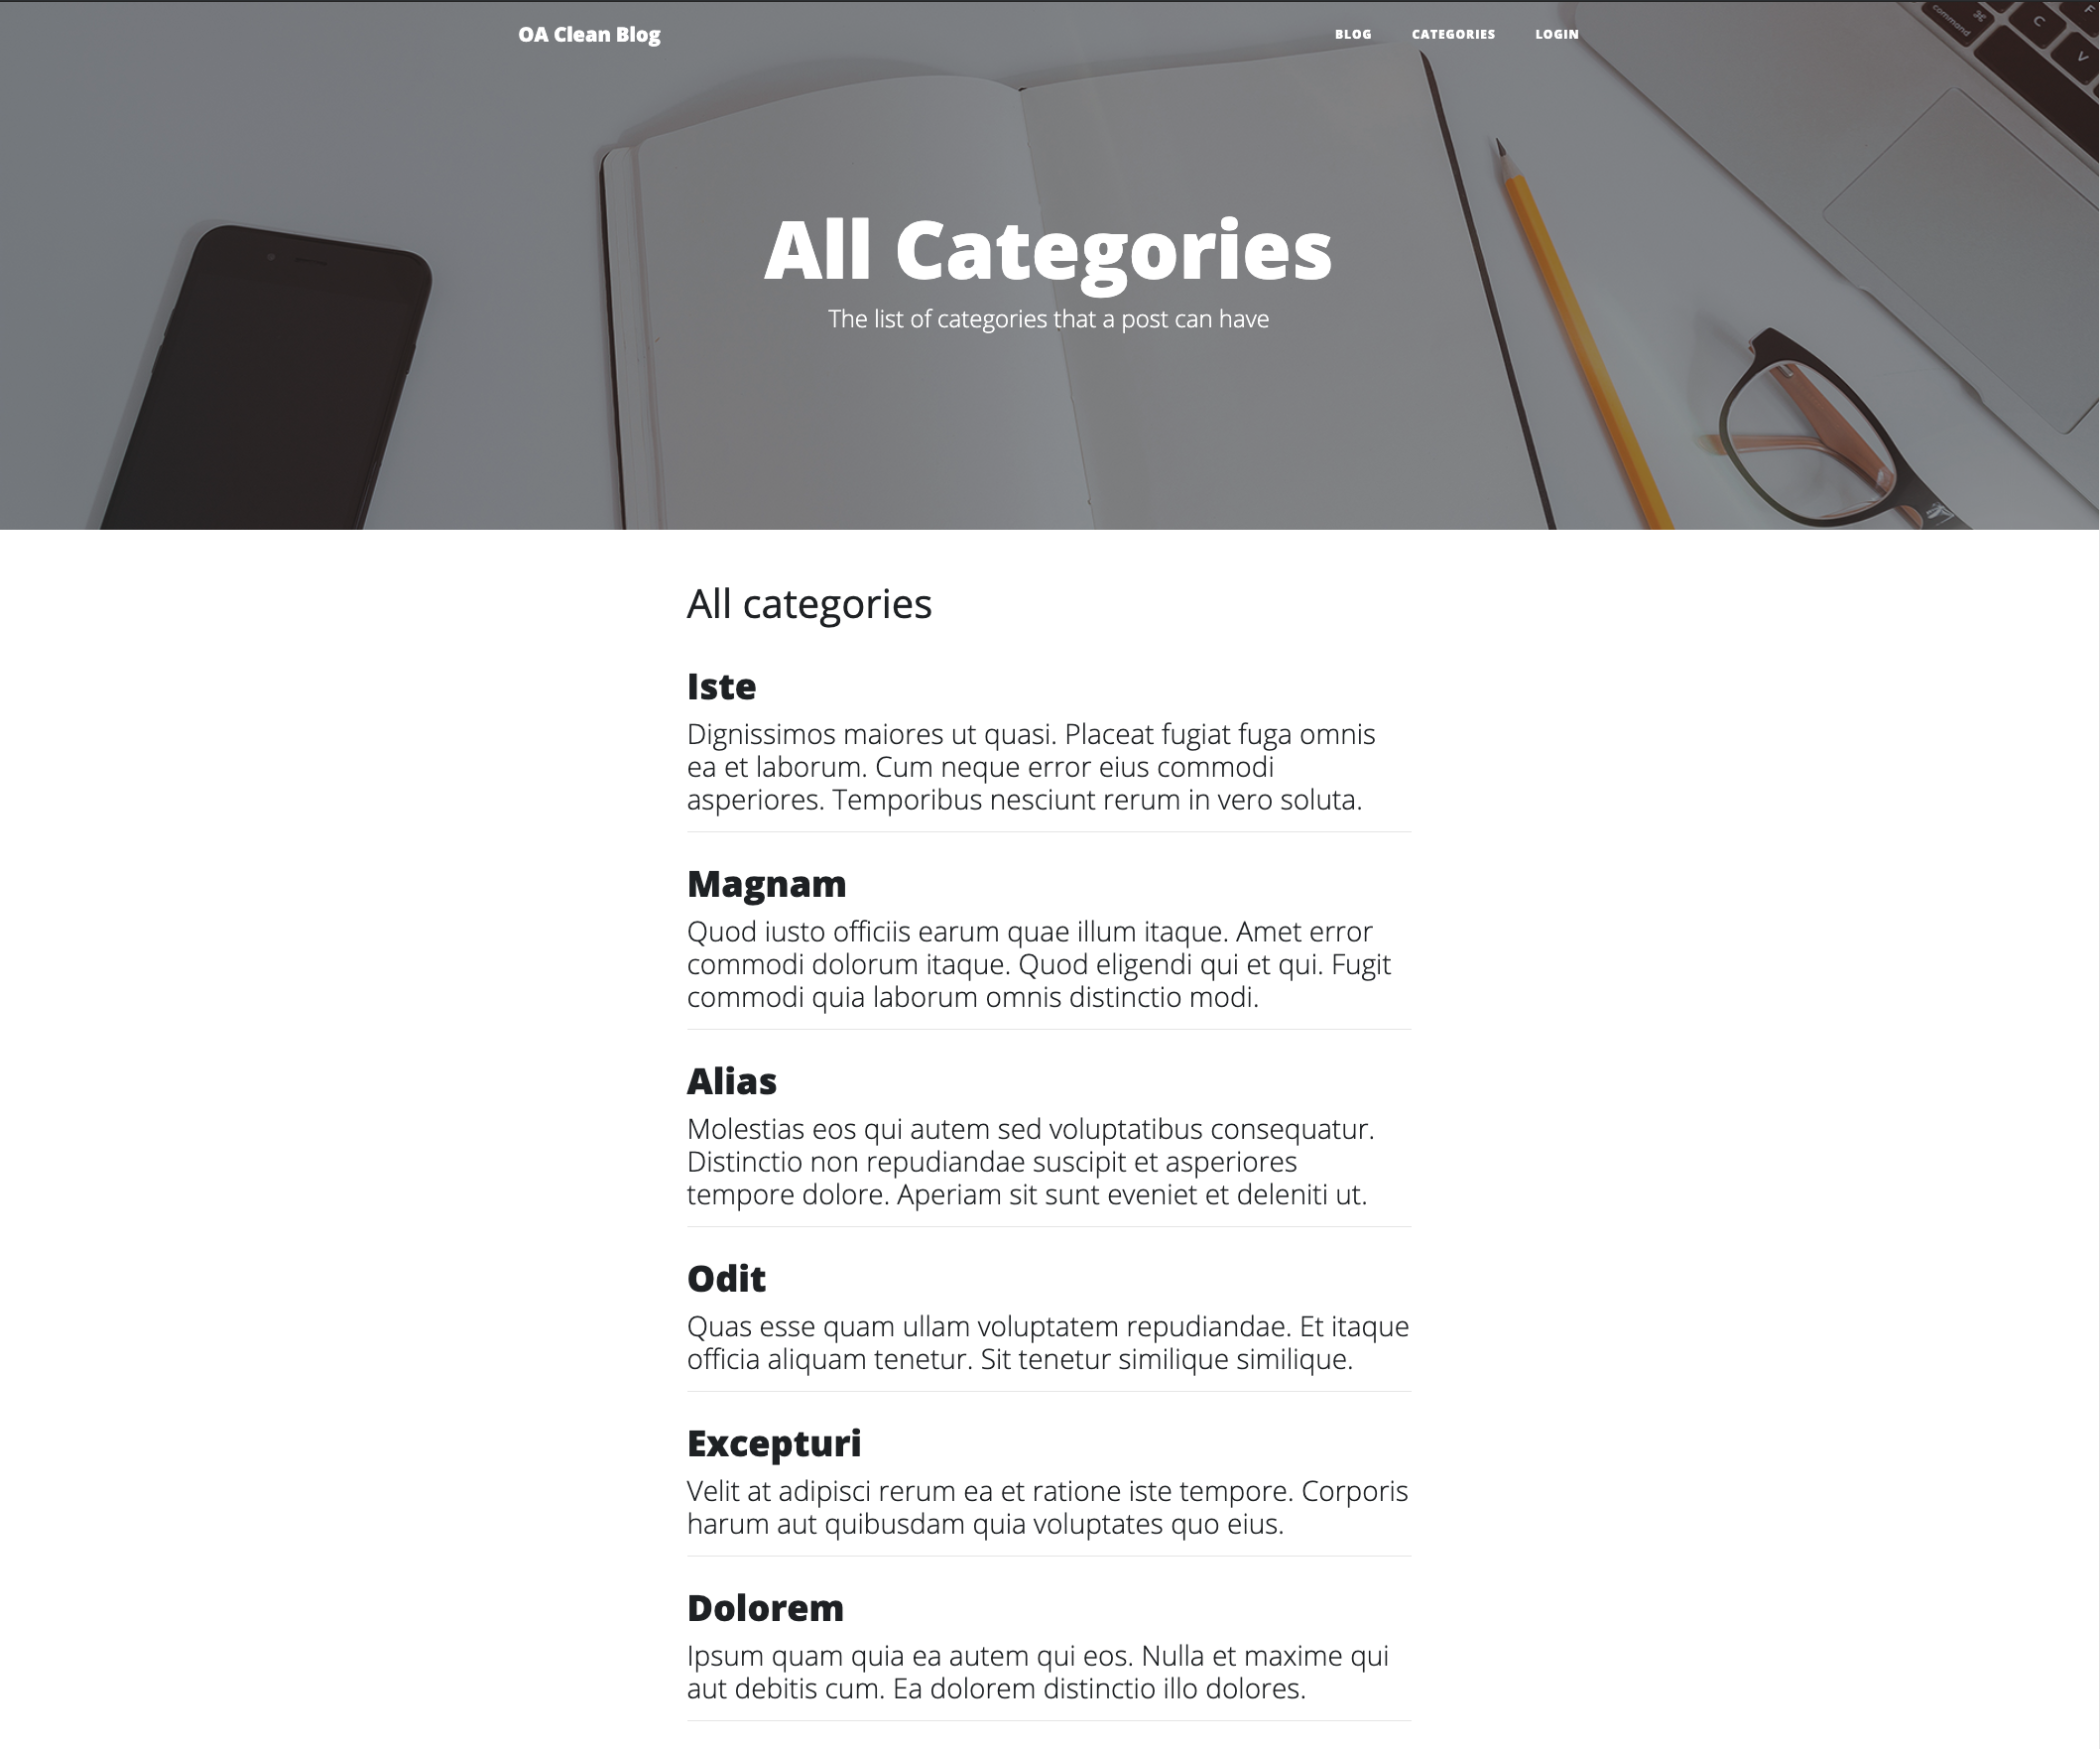 OA Clean Blog
BLOG CATEGORIES LOGIN
command ⌘ C V F
All Categories
The list of categories that a post can have
All categories
Iste
Dignissimos maiores ut quasi. Placeat fugiat fuga omnis
ea et laborum. Cum neque error eius commodi
asperiores. Temporibus nesciunt rerum in vero soluta.
Magnam
Quod iusto officiis earum quae illum itaque. Amet error
commodi dolorum itaque. Quod eligendi qui et qui. Fugit
commodi quia laborum omnis distinctio modi.
Alias
Molestias eos qui autem sed voluptatibus consequatur.
Distinctio non repudiandae suscipit et asperiores
tempore dolore. Aperiam sit sunt eveniet et deleniti ut.
Odit
Quas esse quam ullam voluptatem repudiandae. Et itaque
officia aliquam tenetur. Sit tenetur similique similique.
Excepturi
Velit at adipisci rerum ea et ratione iste tempore. Corporis
harum aut quibusdam quia voluptates quo eius.
Dolorem
Ipsum quam quia ea autem qui eos. Nulla et maxime qui
aut debitis cum. Ea dolorem distinctio illo dolores.